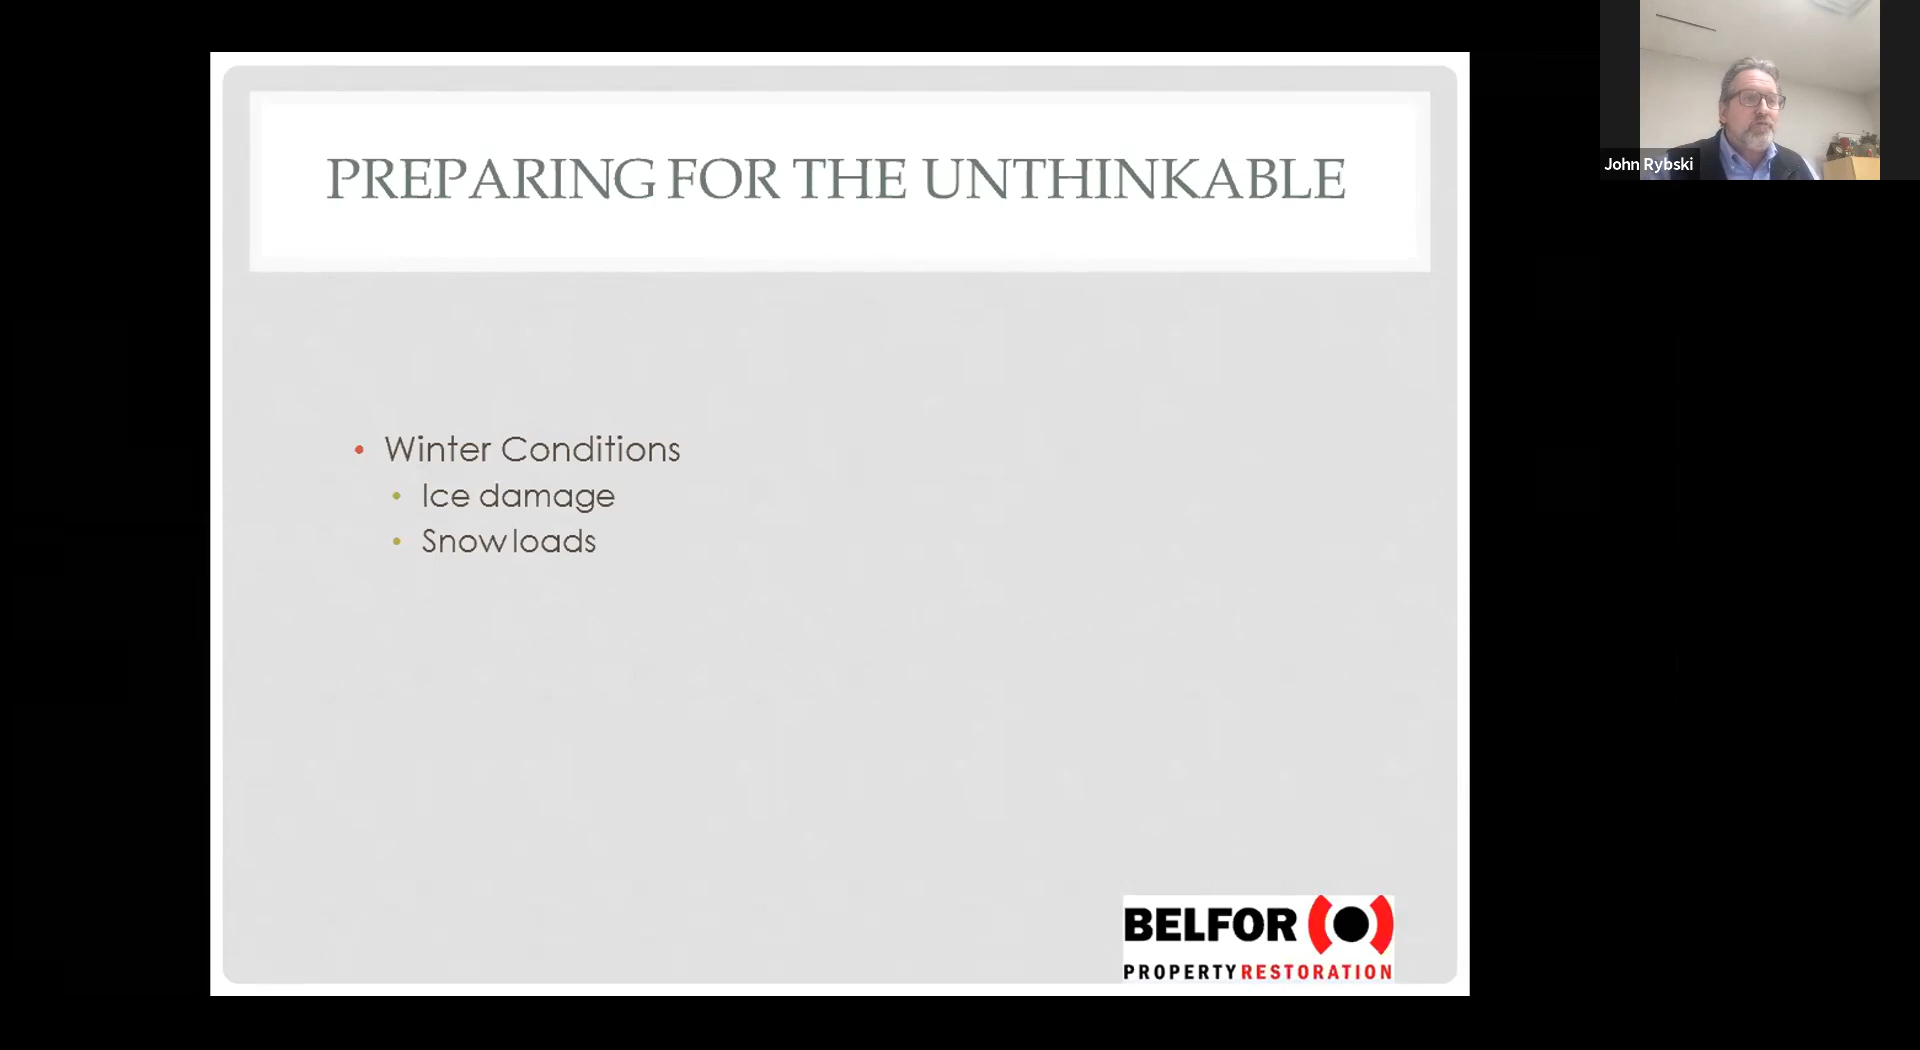 PREPARING FOR THE UNTHINKABLE
John Rybski
Winter Conditions
Ice damage
Snow loads
BELFOR
PROPERTY RESTORATION